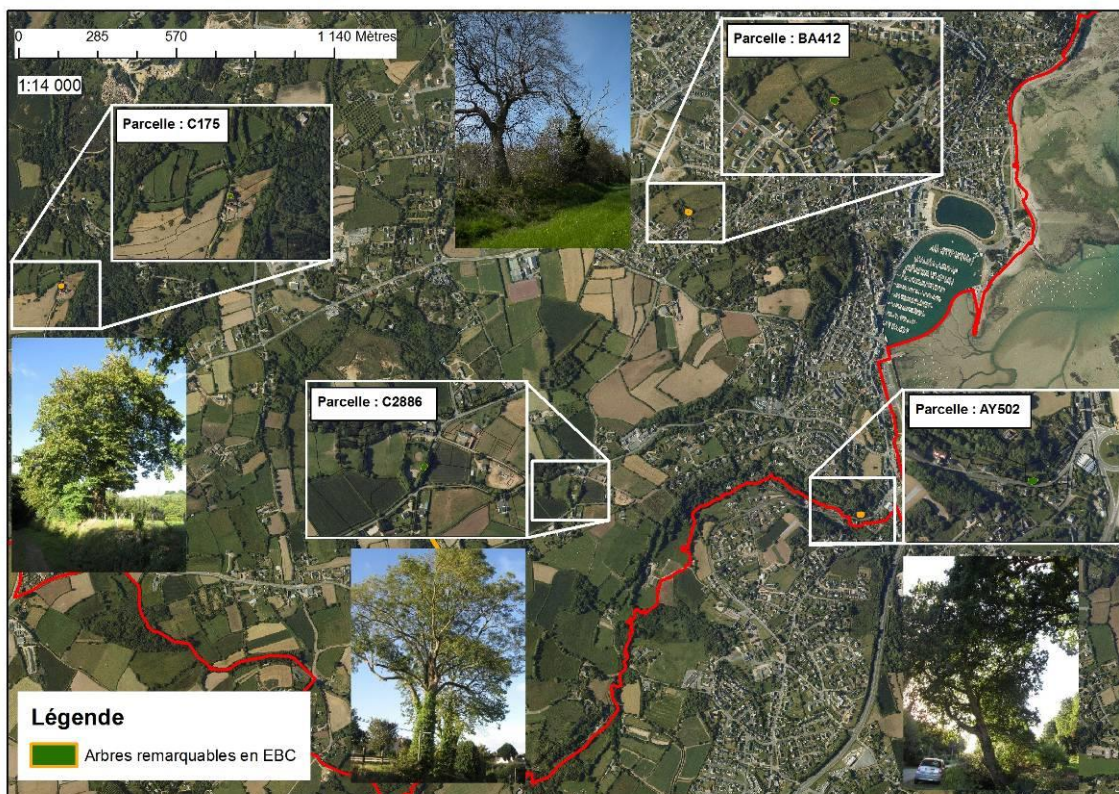 0 285 570 1 140 Mètres
1:14 000
Parcelle : BA412
Parcelle : C175
Parcelle : C2886
Parcelle : AY502
Légende
Arbres remarquables en EBC